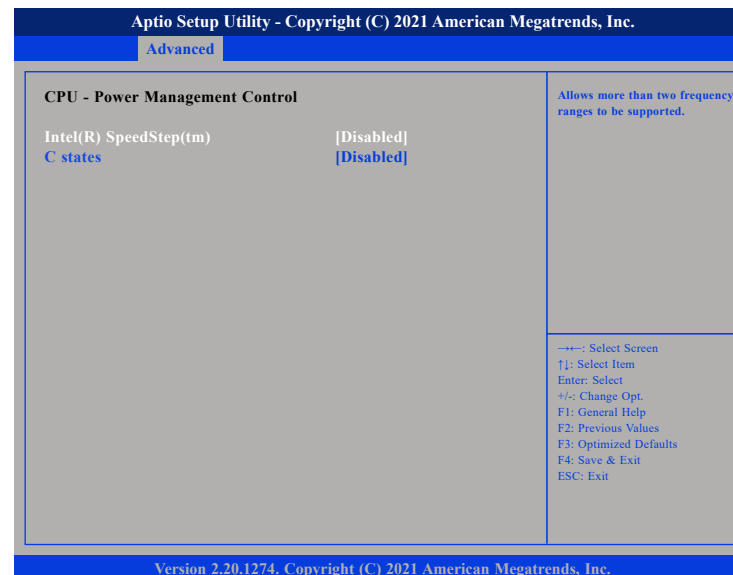 Aptio Setup Utility - Copyright (C) 2021 American Megatrends, Inc.
Advanced
CPU - Power Management Control
Intel(R) SpeedStep(tm) [Disabled]
C states [Disabled]
Allows more than two frequency
ranges to be supported.
→←: Select Screen
↑↓: Select Item
Enter: Select
+/-: Change Opt.
F1: General Help
F2: Previous Values
F3: Optimized Defaults
F4: Save & Exit
ESC: Exit
Version 2.20.1274. Copyright (C) 2021 American Megatrends, Inc.